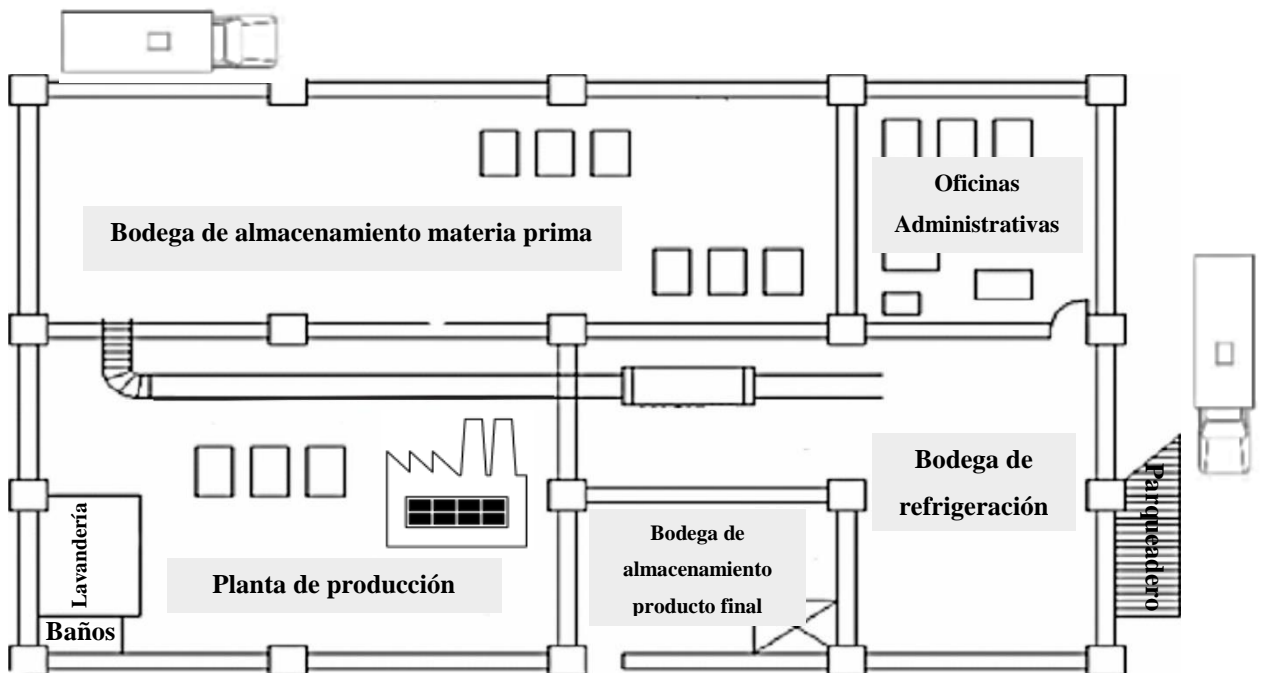 Oficinas
Administrativas
Bodega de almacenamiento materia prima
Bodega de
refrigeración
Parqueadero
Lavandería
Bodega de
almacenamiento
producto final
Planta de producción
Baños